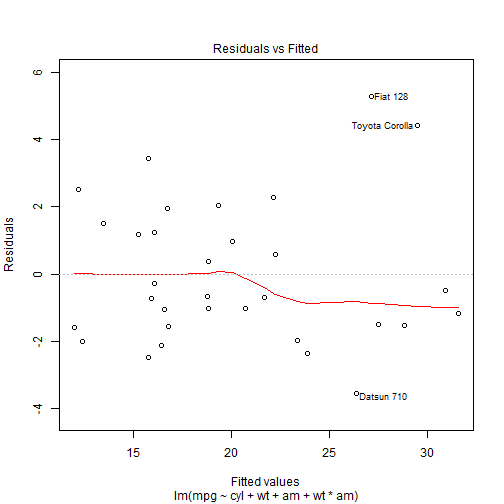 Residuals vs Fitted
6
Fiat 128
Toyota Corolla
4
2
0
-2
-4
Datsun 710
Residuals
15 20 25 30
Fitted values
lm(mpg ~ cyl + wt + am + wt * am)